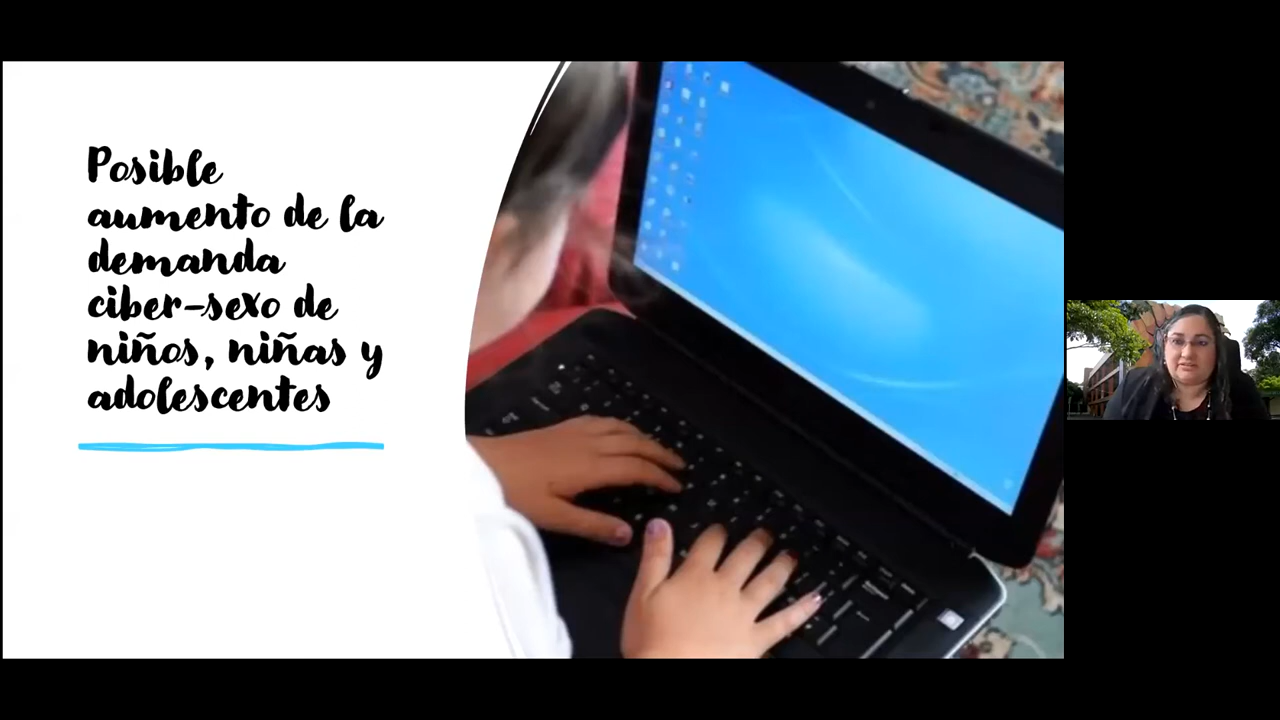 Posible
aumento de la
demanda
ciber-sexo de
niños, niñas y
adolescentes